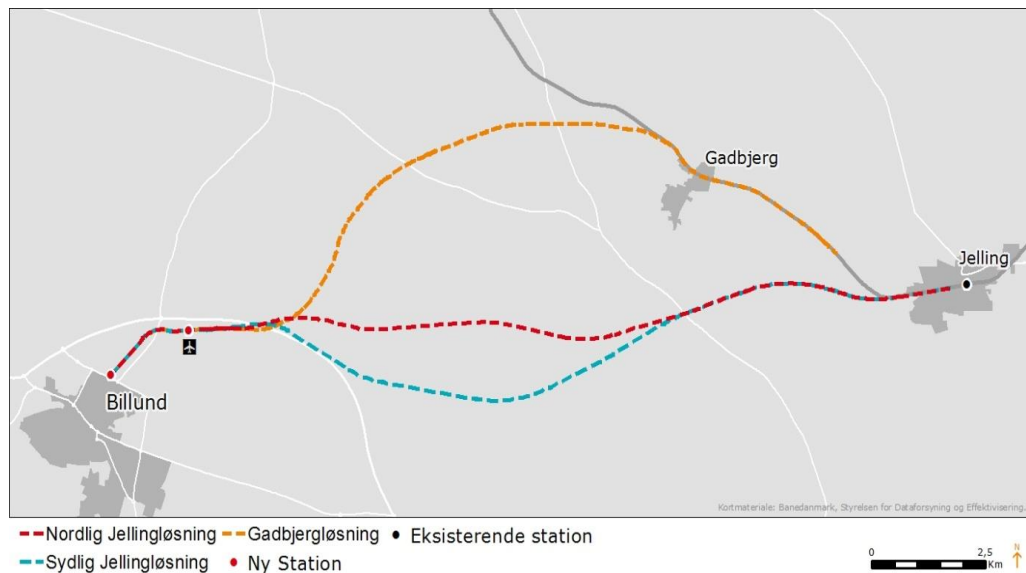 Gadbjerg
Jelling
Billund
Kortmateriale: Banedanmark, Styrelsen for Dataforsyning og Effektivisering.
Nordlig Jellingløsning Gadbjergløsning Eksisterende station
Sydlig Jellingløsning Ny Station
0 2,5
Km
N